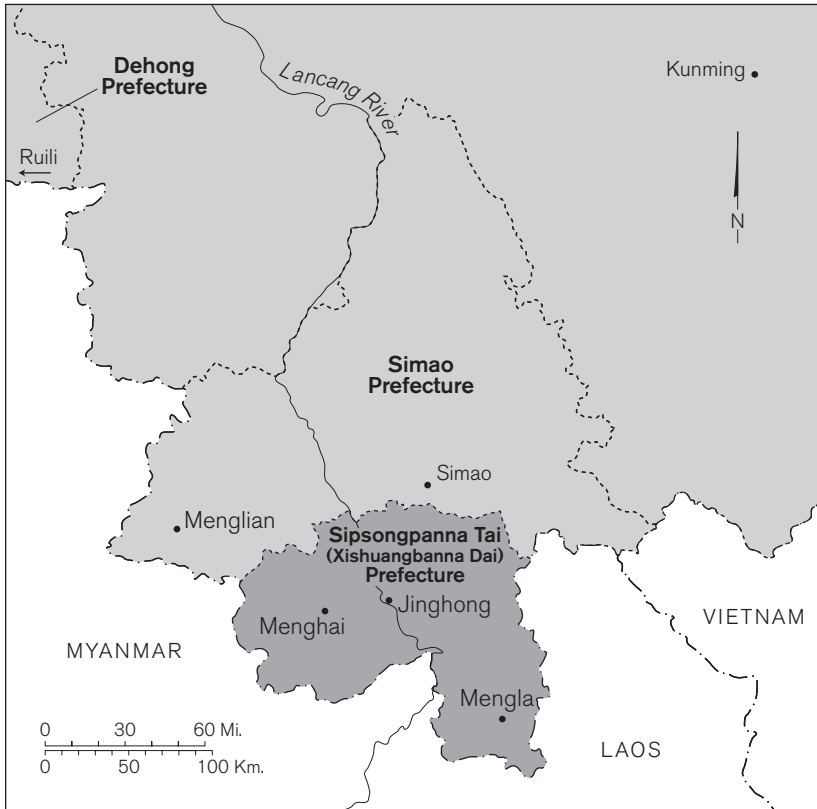 Dehong
Prefecture
Lancang River
Kunming
Ruili
N
Simao
Prefecture
Simao
Menglian
Sipsongpanna Tai
(Xishuangbanna Dai)
Prefecture
Jinghong
Menghai
VIETNAM
MYANMAR
Mengla
0 30 60 Mi.
0 50 100 Km.
LAOS